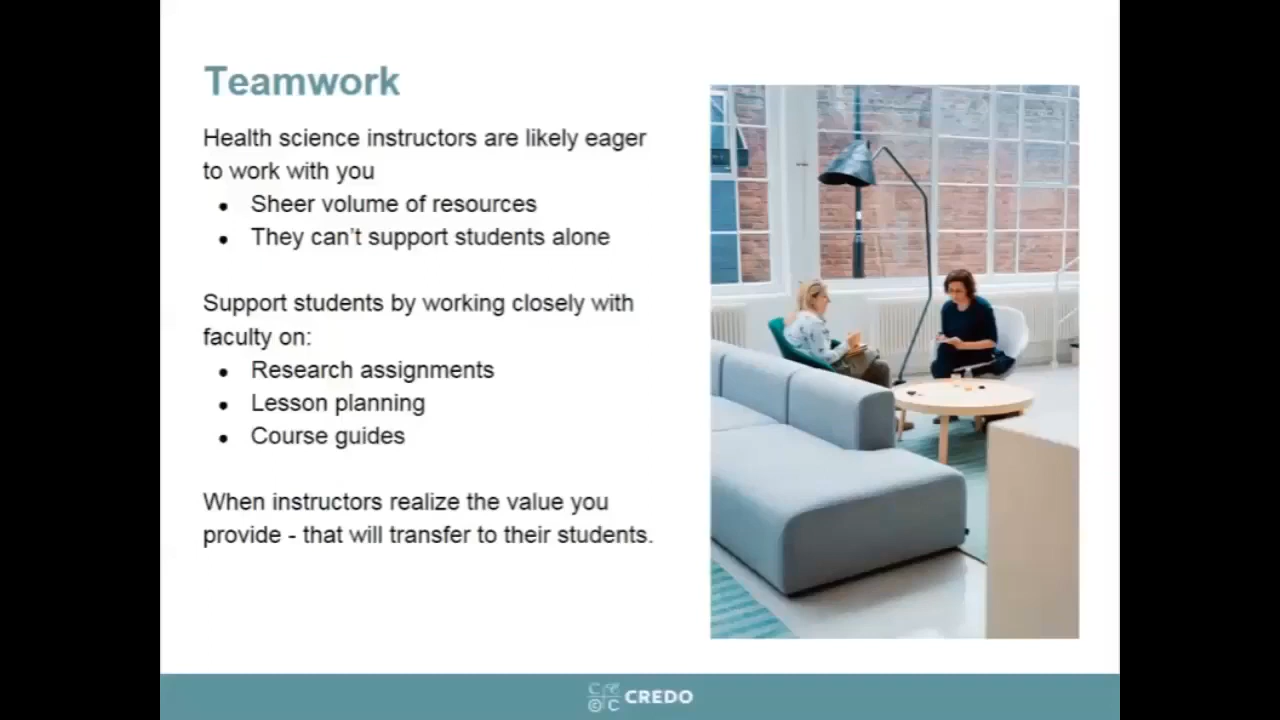 Teamwork
Health science instructors are likely eager
to work with you
● Sheer volume of resources
● They can't support students alone
Support students by working closely with
faculty on:
● Research assignments
● Lesson planning
● Course guides
When instructors realize the value you
provide - that will transfer to their students.
CREDO